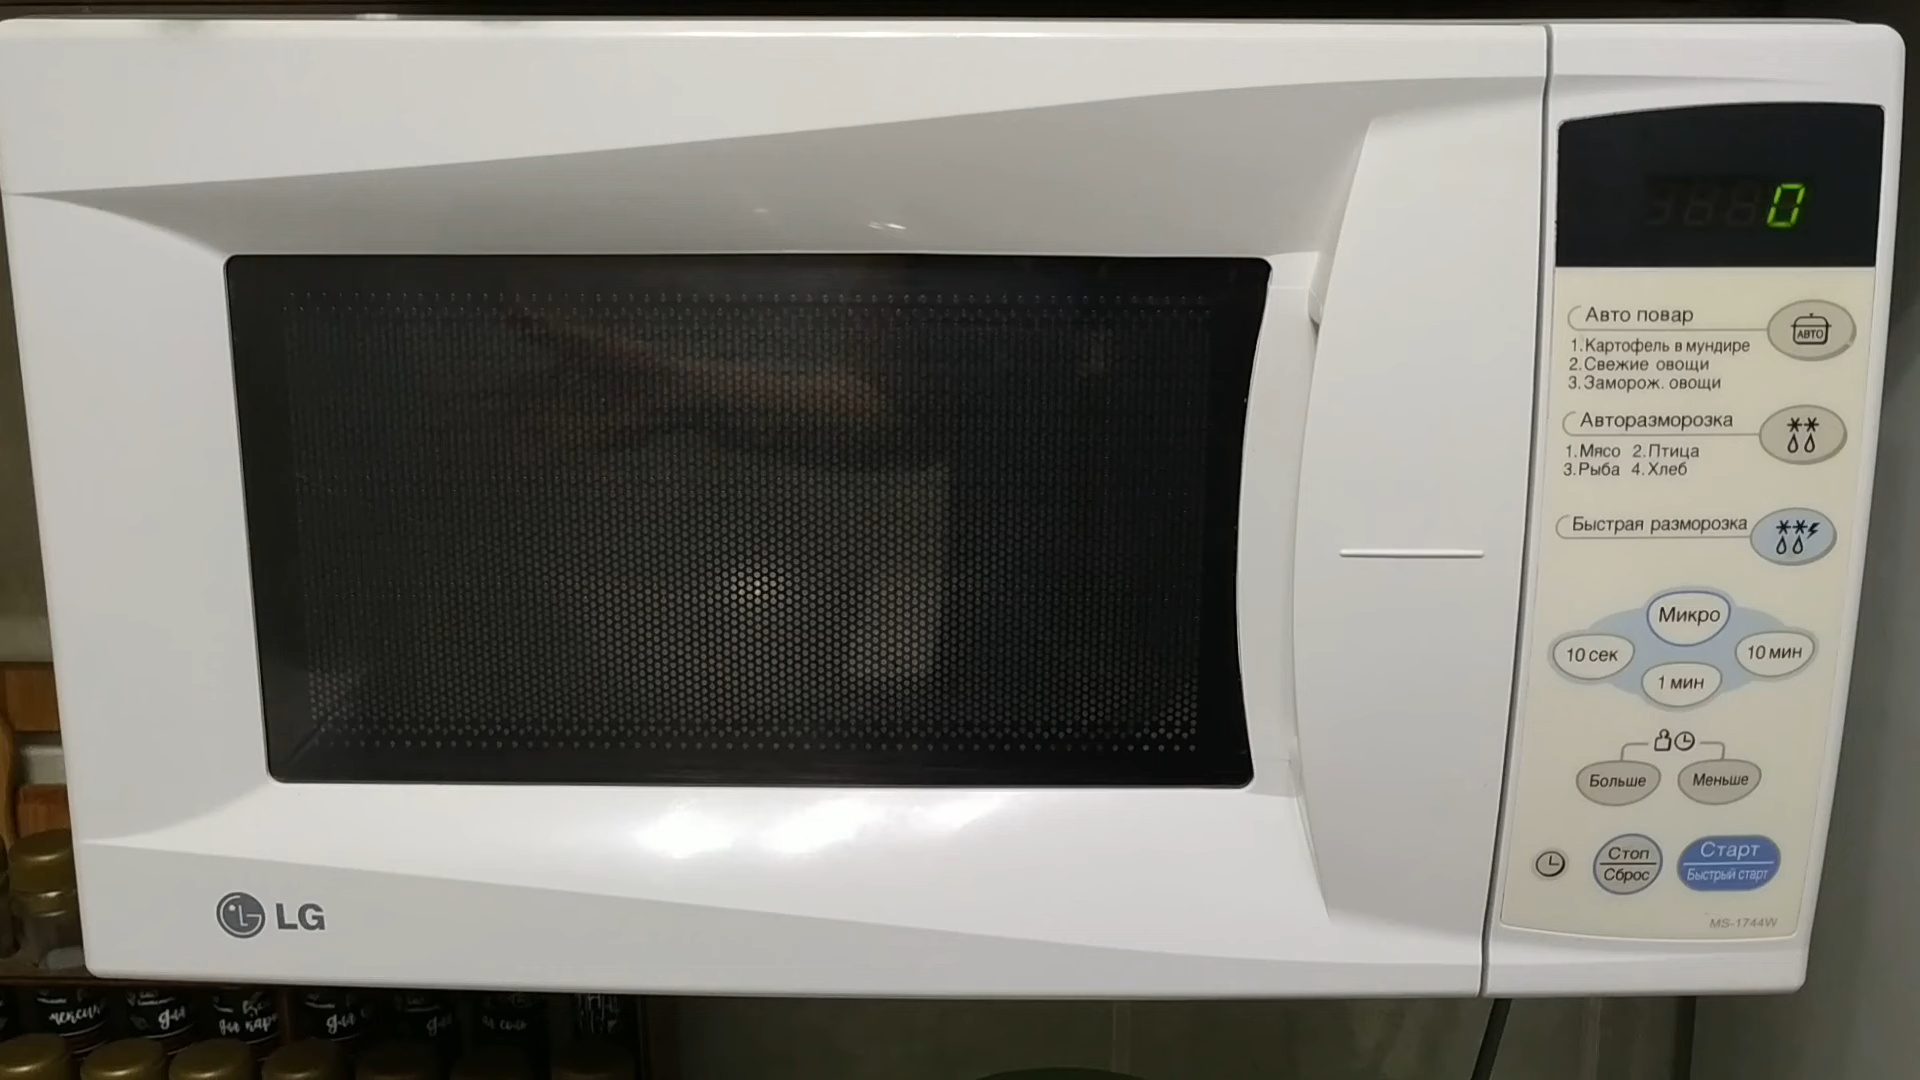 0
Авто повар
АВТО
1.Картофель в мундире
2.Свежие овощи
3.Заморож. овощи
Авторазморозка
1.Мясо 2.Птица
3.Рыба 4.Хлеб
Быстрая разморозка
Микро
10 сек
10 мин
1 мин
Больше
Меньше
Стоп
Сброс
Старт
Быстрый старт
MS-1744W
LG
для